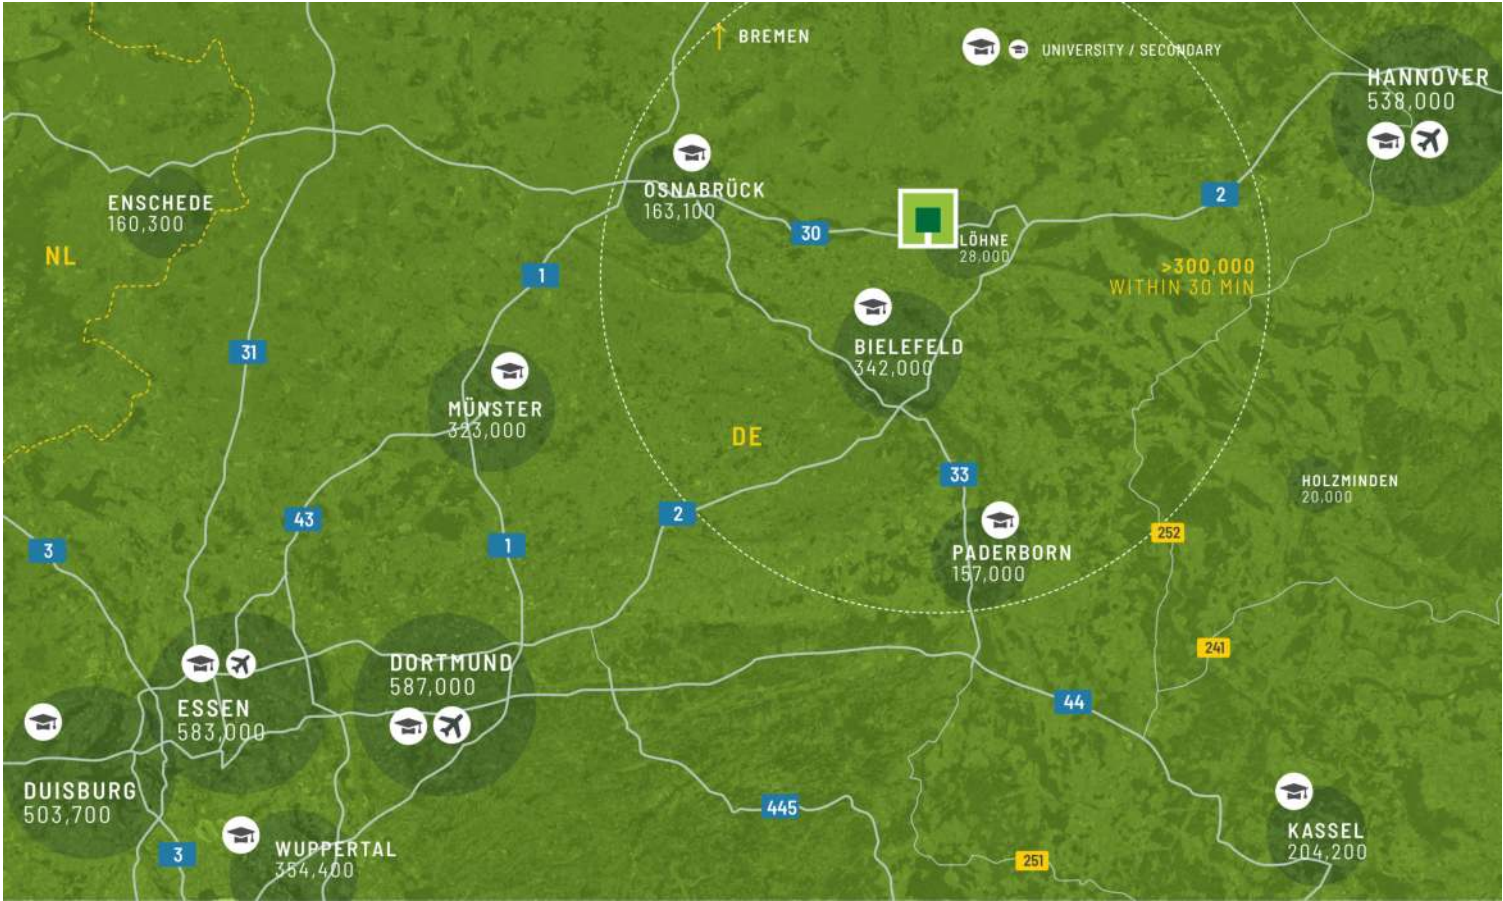 BREMEN
UNIVERSITY / SECONDARY
HANNOVER
538,000
ENSCHEDE
160,300
OSNABRÜCK
163,100
2
30
LÖHNE
28,000
NL
1
>300,000
WITHIN 30 MIN
31
BIELEFELD
342,000
MÜNSTER
323,000
DE
33
HOLZMINDEN
20,000
43
2
252
3
1
PADERBORN
157,000
241
DORTMUND
587,000
ESSEN
583,000
44
DUISBURG
503,700
445
KASSEL
204,200
3
WUPPERTAL
354,400
251